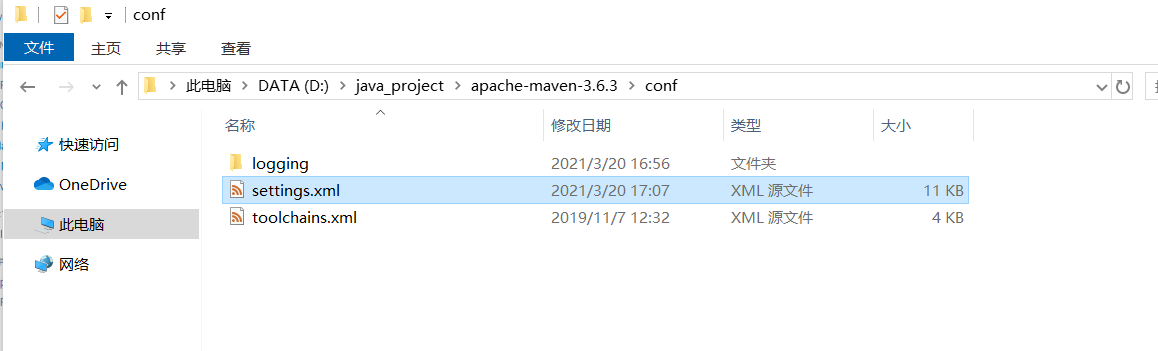 conf
文件 主页 共享 查看
此电脑 DATA (D:) java_project apache-maven-3.6.3 conf
名称 修改日期 类型 大小
快速访问
OneDrive
此电脑
网络
logging 2021/3/20 16:56 文件夹
settings.xml 2021/3/20 17:07 XML 源文件 11 KB
toolchains.xml 2019/11/7 12:32 XML 源文件 4 KB